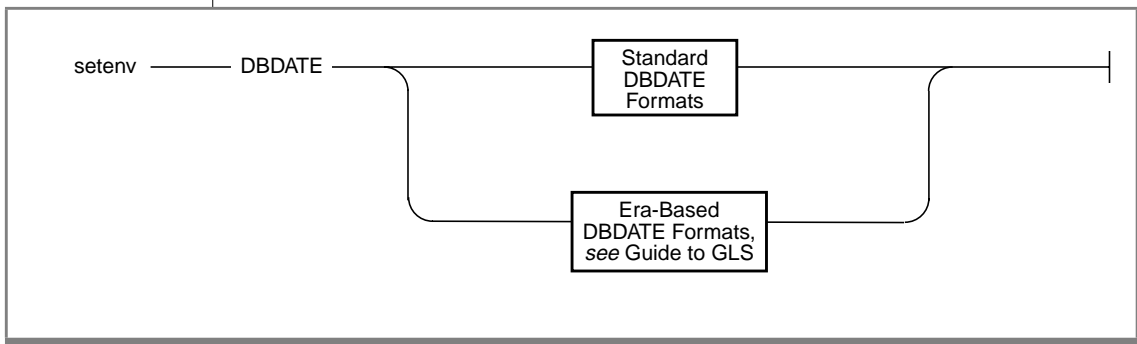 setenv DBDATE
Standard
DBDATE
Formats
Era-Based
DBDATE Formats,
see Guide to GLS